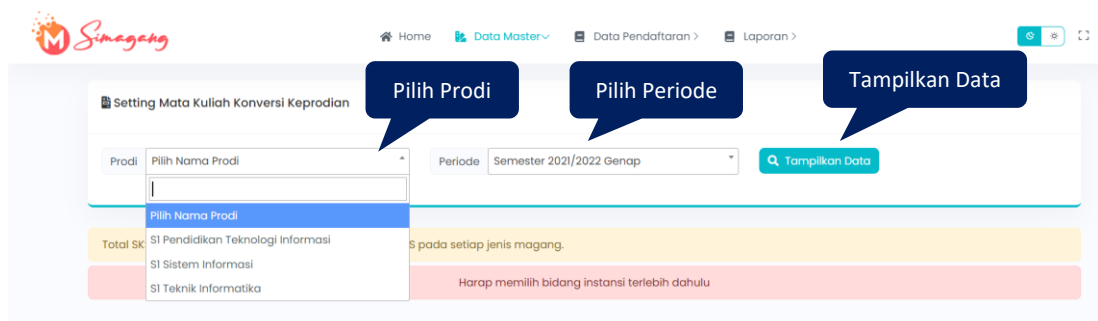 Simagang
Home Data Master Data Pendaftaran > Laporan >
Pilih Prodi
Pilih Periode
Tampilkan Data
Setting Mata Kuliah Konversi Keprodian
Prodi Pilih Nama Prodi Periode Semester 2021/2022 Genap Tampilkan Data
Pilih Nama Prodi
S1 Pendidikan Teknologi Informasi
S1 Sistem Informasi
S1 Teknik Informatika
Total SK S pada setiap jenis magang.
Harap memilih bidang instansi terlebih dahulu